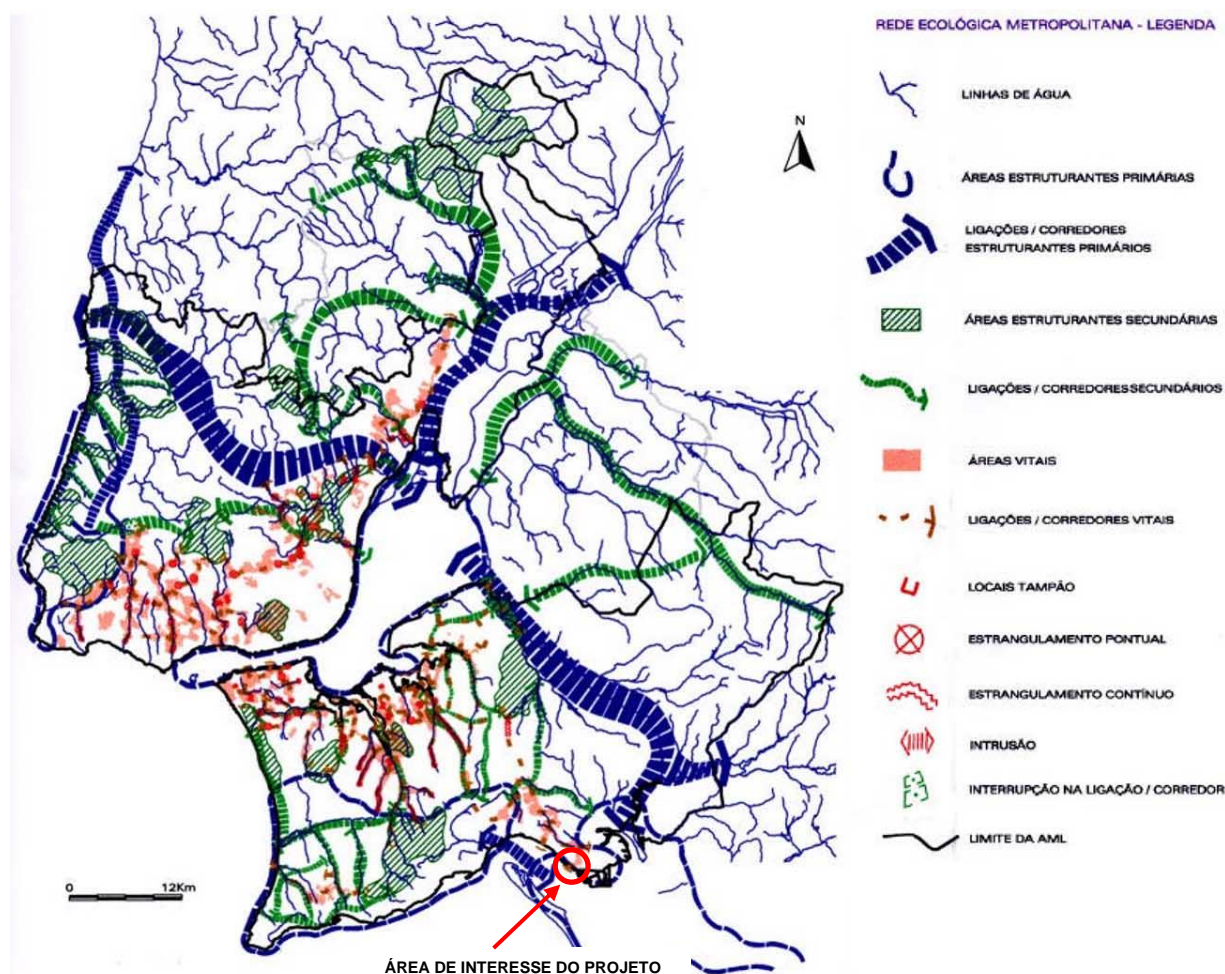 REDE ECOLÓGICA METROPOLITANA - LEGENDA
N
LINHAS DE ÁGUA
ÁREAS ESTRUTURANTES PRIMÁRIAS
LIGAÇÕES / CORREDORES
ESTRUTURANTES PRIMÁRIOS
ÁREAS ESTRUTURANTES SECUNDÁRIAS
LIGAÇÕES / CORREDORES SECUNDÁRIOS
ÁREAS VITAIS
LIGAÇÕES / CORREDORES VITAIS
LOCAIS TAMPÃO
ESTRANGULAMENTO PONTUAL
ESTRANGULAMENTO CONTÍNUO
INTRUSÃO
INTERRUPÇÃO NA LIGAÇÃO / CORREDOR
LIMITE DA AML
0 12Km
ÁREA DE INTERESSE DO PROJETO